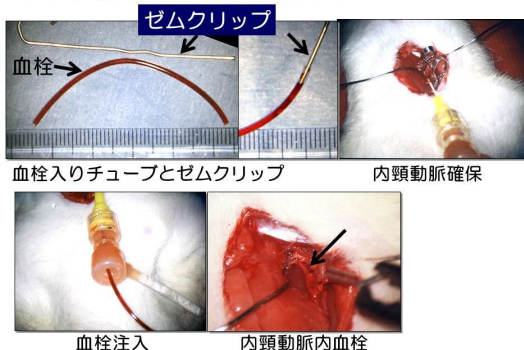 ゼムクリップ
血栓
血栓入りチューブとゼムクリップ
内頸動脈確保
血栓注入
内頸動脈内血栓